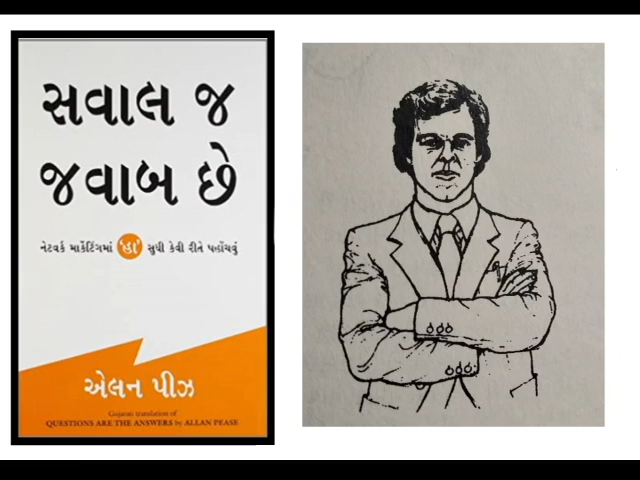 સવાલ જ
જવાબ છે
નેટવર્ક માર્કેટિંગમાં 'હા' સુધી કેવી રીતે પહોંચવું
એલન પીઝ
Gujarati translation of
QUESTIONS ARE THE ANSWERS by ALLAN PEASE